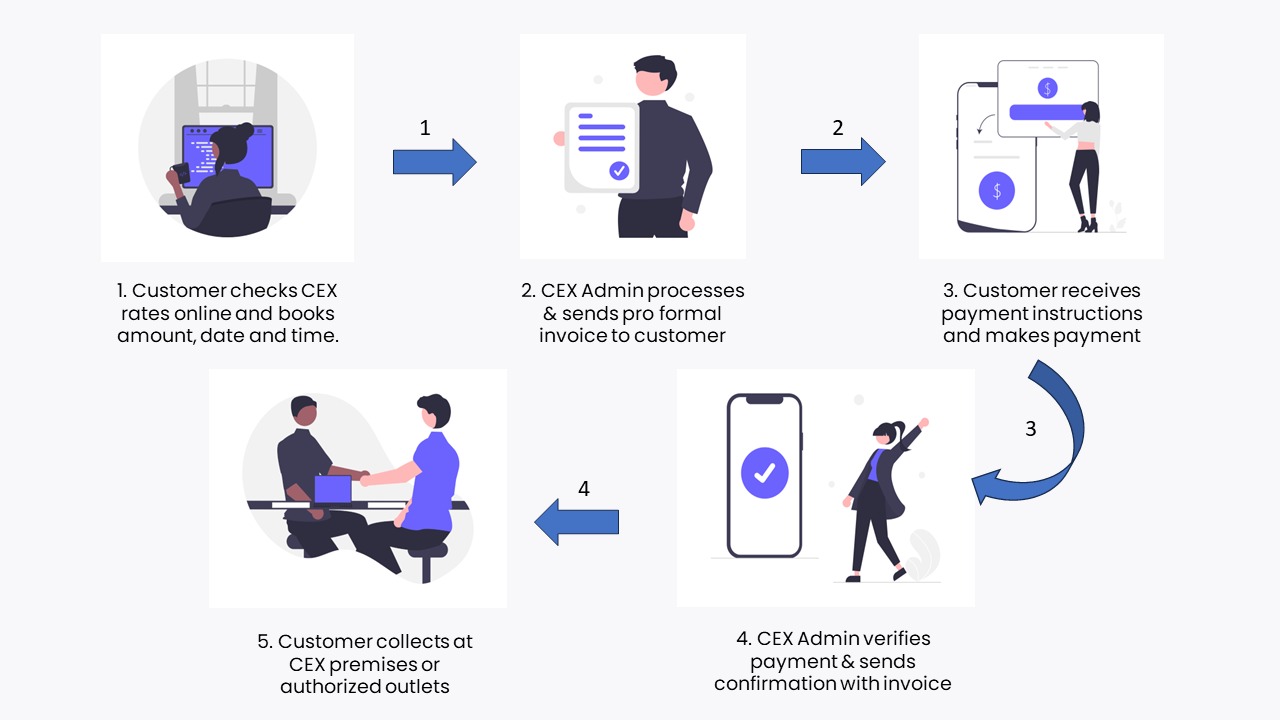 1
2
1. Customer checks CEX
rates online and books
amount, date and time.
2. CEX Admin processes
& sends pro formal
invoice to customer
$
$
3. Customer receives
payment instructions
and makes payment
3
4
5. Customer collects at
CEX premises or
authorized outlets
4. CEX Admin verifies
payment & sends
confirmation with invoice